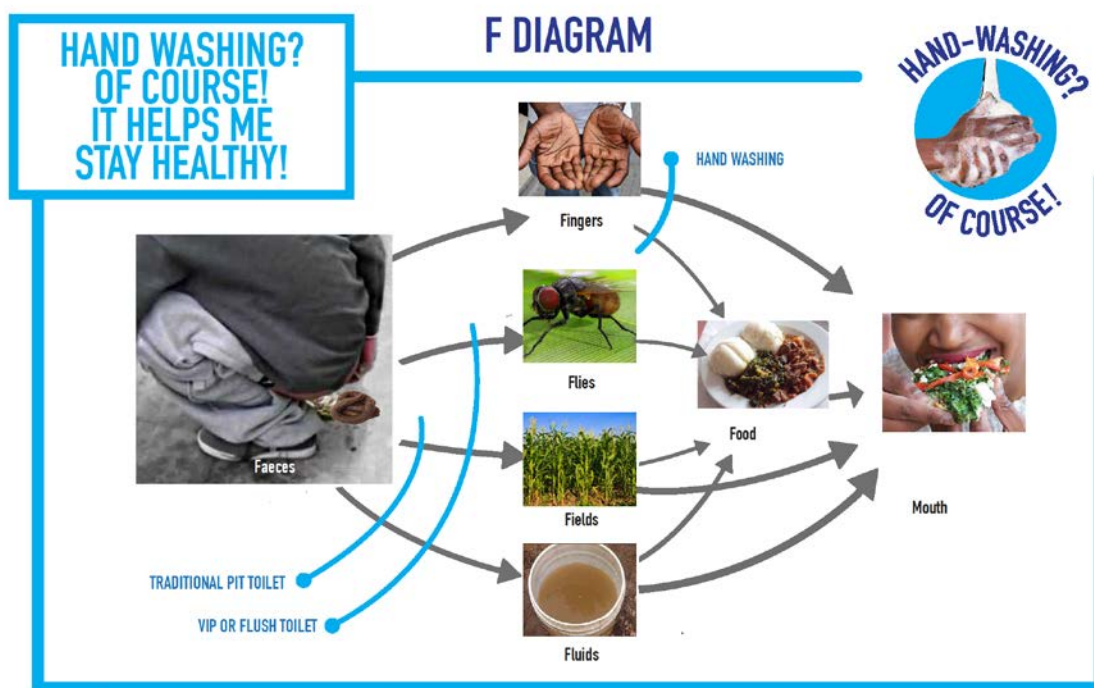 HAND WASHING?
OF COURSE!
IT HELPS ME
STAY HEALTHY!
F DIAGRAM
HAND-WASHING?
OF COURSE!
HAND WASHING
Fingers
Flies
Faeces
Food
Fields
Mouth
TRADITIONAL PIT TOILET
VIP OR FLUSH TOILET
Fluids